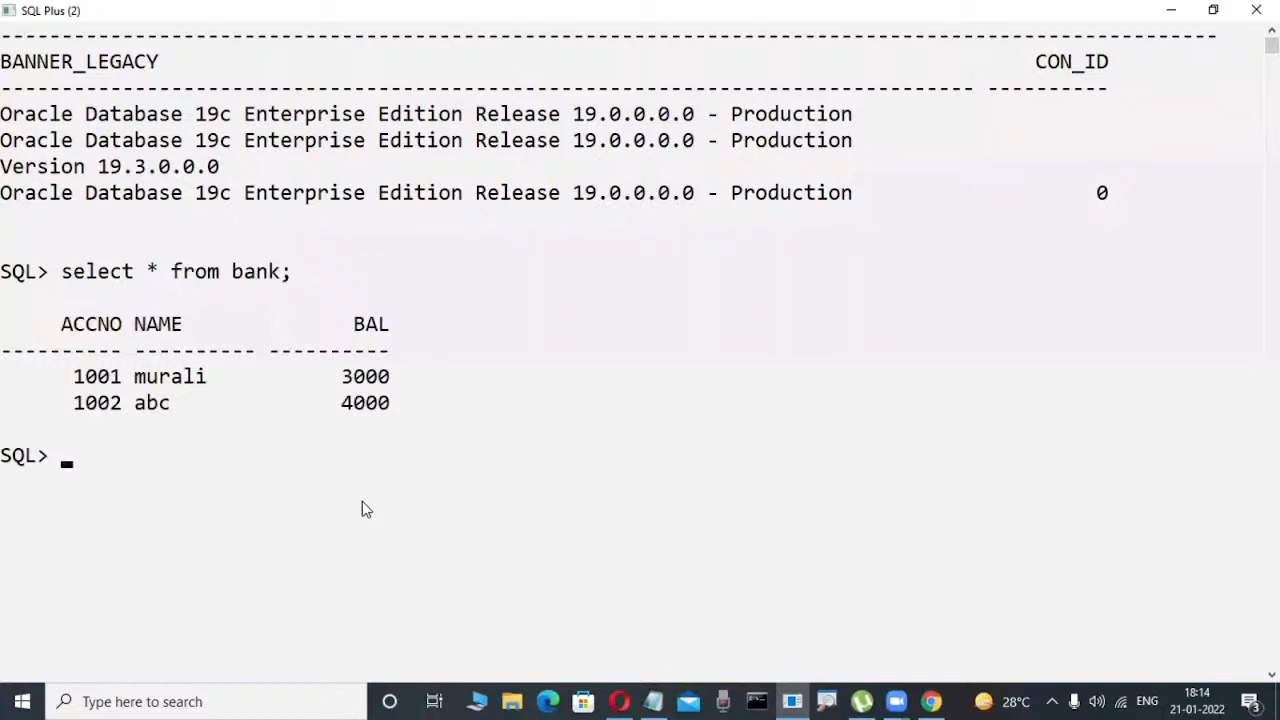 SQL Plus (2)
-----------------------------------------------------------------------------------------------------
BANNER_LEGACY                                                                            CON_ID
-------------------------------------------------------------------------------- ----------
Oracle Database 19c Enterprise Edition Release 19.0.0.0.0 - Production
Oracle Database 19c Enterprise Edition Release 19.0.0.0.0 - Production
Version 19.3.0.0.0
Oracle Database 19c Enterprise Edition Release 19.0.0.0.0 - Production                    0
SQL> select * from bank;
     ACCNO NAME              BAL
---------- ---------- ----------
      1001 murali           3000
      1002 abc              4000
SQL>
Type here to search
28°C
ENG
18:14
21-01-2022
3